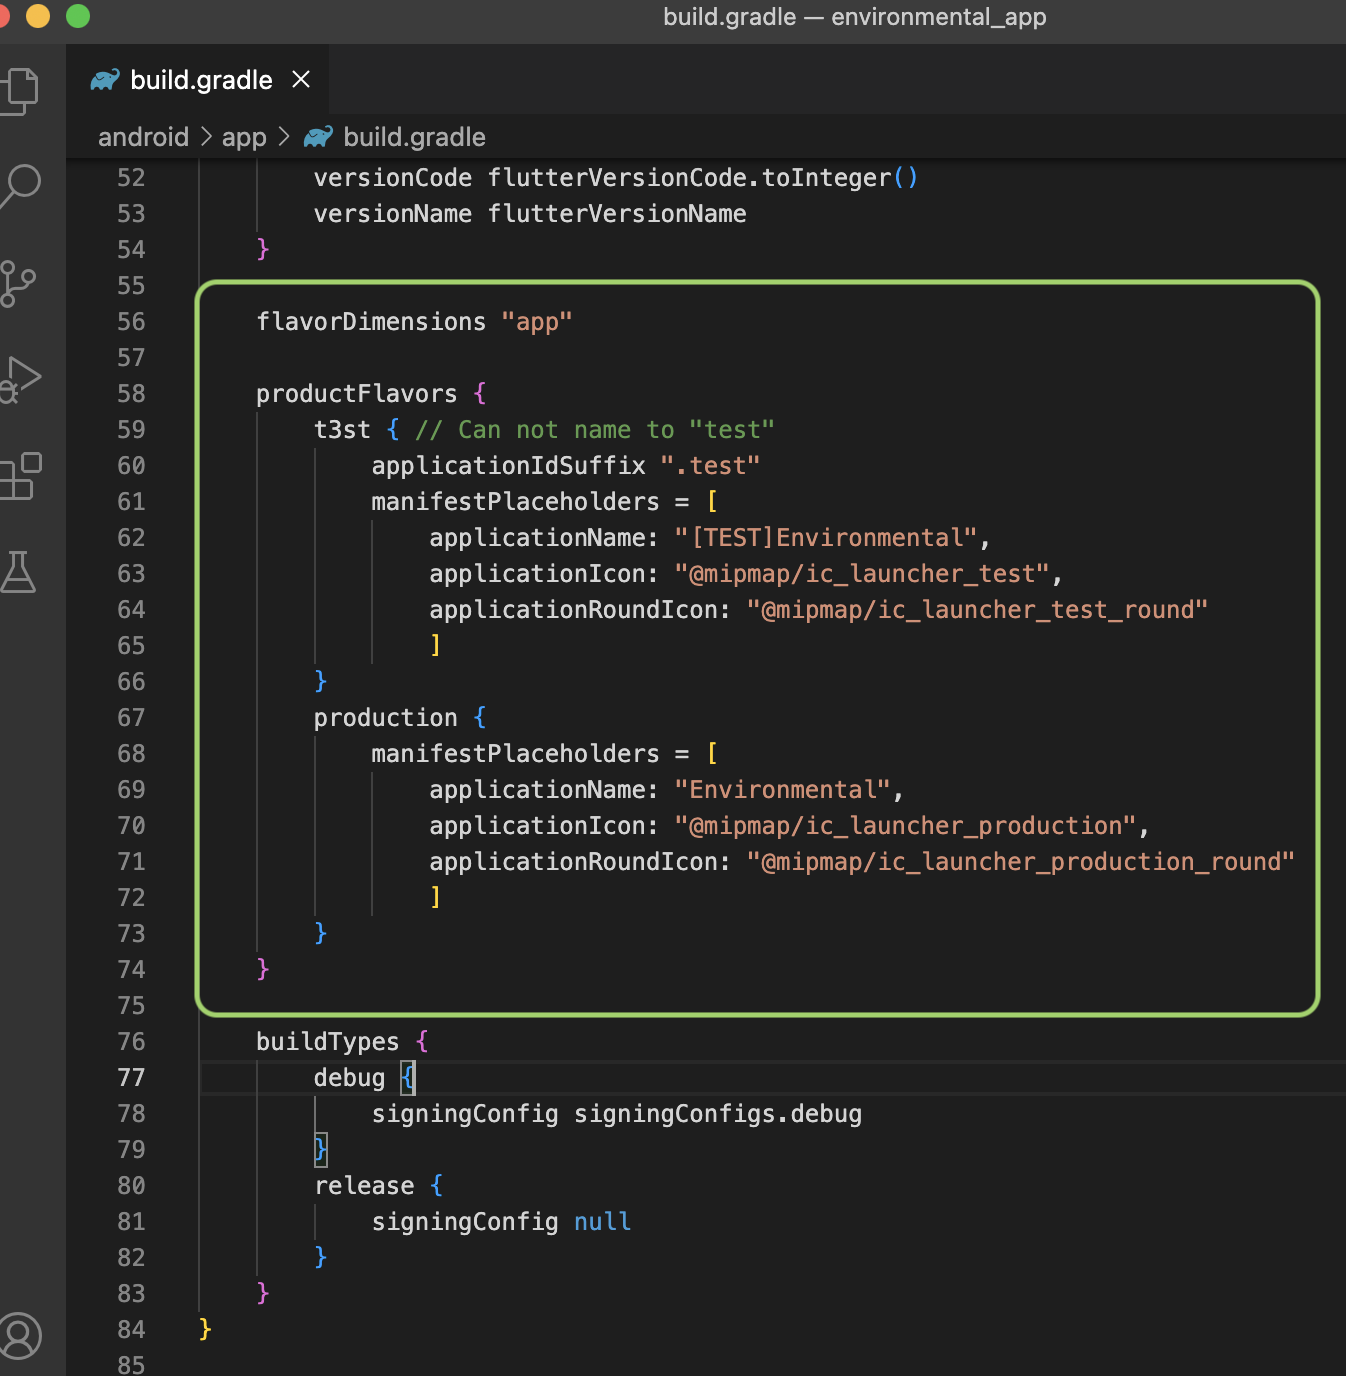 build.gradle — environmental_app
build.gradle
android > app > build.gradle
52 versionCode flutterVersionCode.toInteger()
53 versionName flutterVersionName
54 }
55
56 flavorDimensions "app"
57
58 productFlavors {
59 t3st { // Can not name to "test"
60 applicationIdSuffix ".test"
61 manifestPlaceholders = [
62 applicationName: "[TEST]Environmental",
63 applicationIcon: "@mipmap/ic_launcher_test",
64 applicationRoundIcon: "@mipmap/ic_launcher_test_round"
65 ]
66 }
67 production {
68 manifestPlaceholders = [
69 applicationName: "Environmental",
70 applicationIcon: "@mipmap/ic_launcher_production",
71 applicationRoundIcon: "@mipmap/ic_launcher_production_round"
72 ]
73 }
74 }
75
76 buildTypes {
77 debug {
78 signingConfig signingConfigs.debug
79 }
80 release {
81 signingConfig null
82 }
83 }
84 }
85